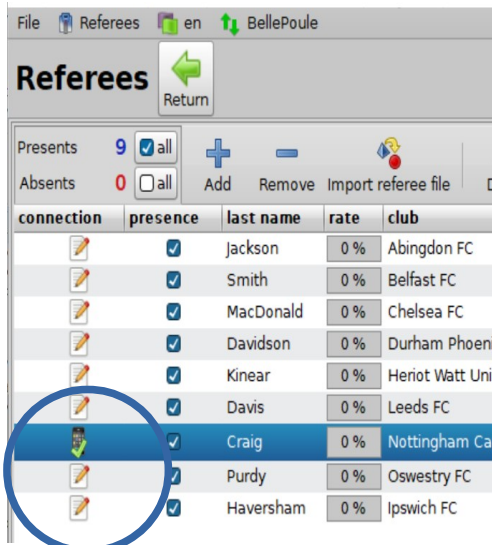 File Referees en BellePoule
Referees Return
Presents 9 all
Absents 0 all Add Remove Import referee file
connection presence last name rate club
Jackson 0 % Abingdon FC
Smith 0 % Belfast FC
MacDonald 0 % Chelsea FC
Davidson 0 % Durham Phoeni
Kinear 0 % Heriot Watt Uni
Davis 0 % Leeds FC
Craig 0 % Nottingham Ca
Purdy 0 % Oswestry FC
Haversham 0 % Ipswich FC